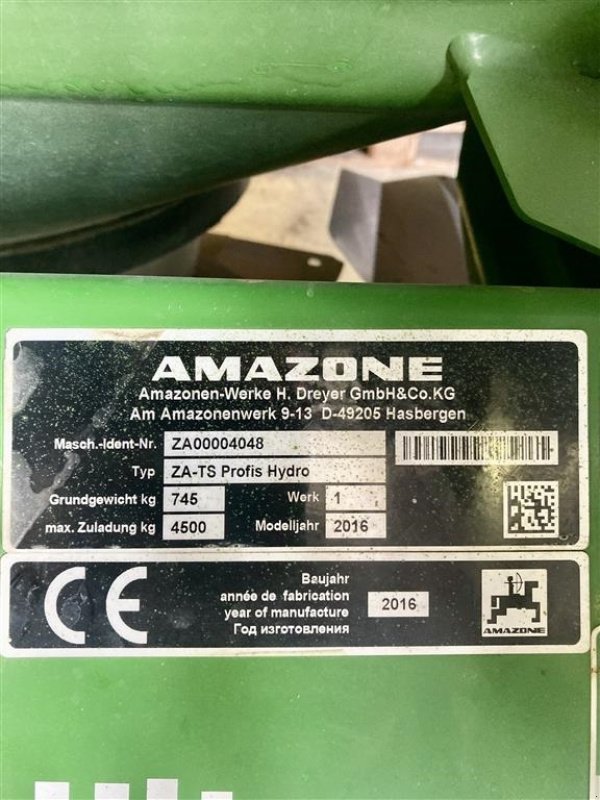 AMAZONE
Amazonen-Werke H. Dreyer GmbH&Co.KG
Am Amazonenwerk 9-13 D-49205 Hasbergen
Masch.-Ident-Nr. ZA00004048
Typ ZA-TS Profis Hydro
Grundgewicht kg 745 Werk 1
max. Zuladung kg 4500 Modelljahr 2016
CE
Baujahr
année de fabrication
year of manufacture 2016
Год изготовления
AMAZONE